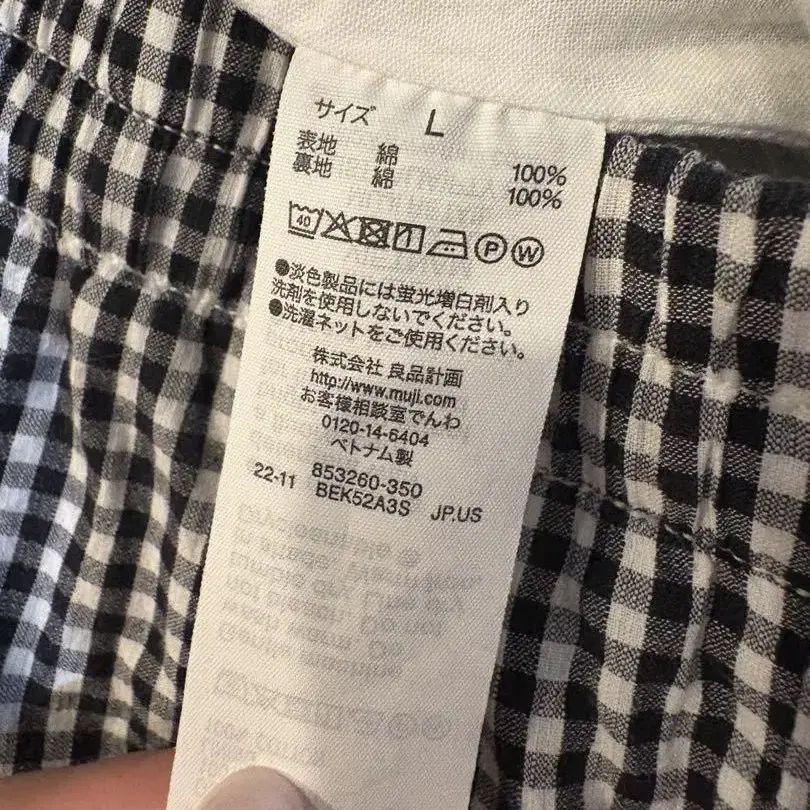 サイズ L
表地 綿 100%
裏地 綿 100%
40 P W
●淡色製品には蛍光増白剤入り
洗剤を使用しないでください。
●洗濯ネットをご使用ください。
株式会社 良品計画
http://www.muji.com
お客様相談室でんわ
0120-14-6404
ベトナム製
853260-350
22-11 BEK52A3S JP.US